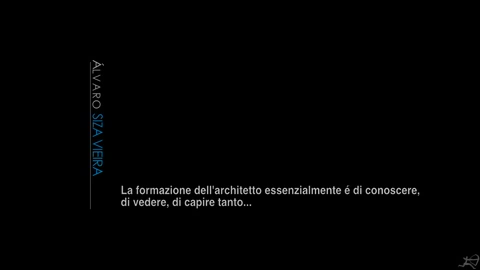 ÁLVARO SIZA VIEIRA
La formazione dell'architetto essenzialmente é di conoscere,
di vedere, di capire tanto...